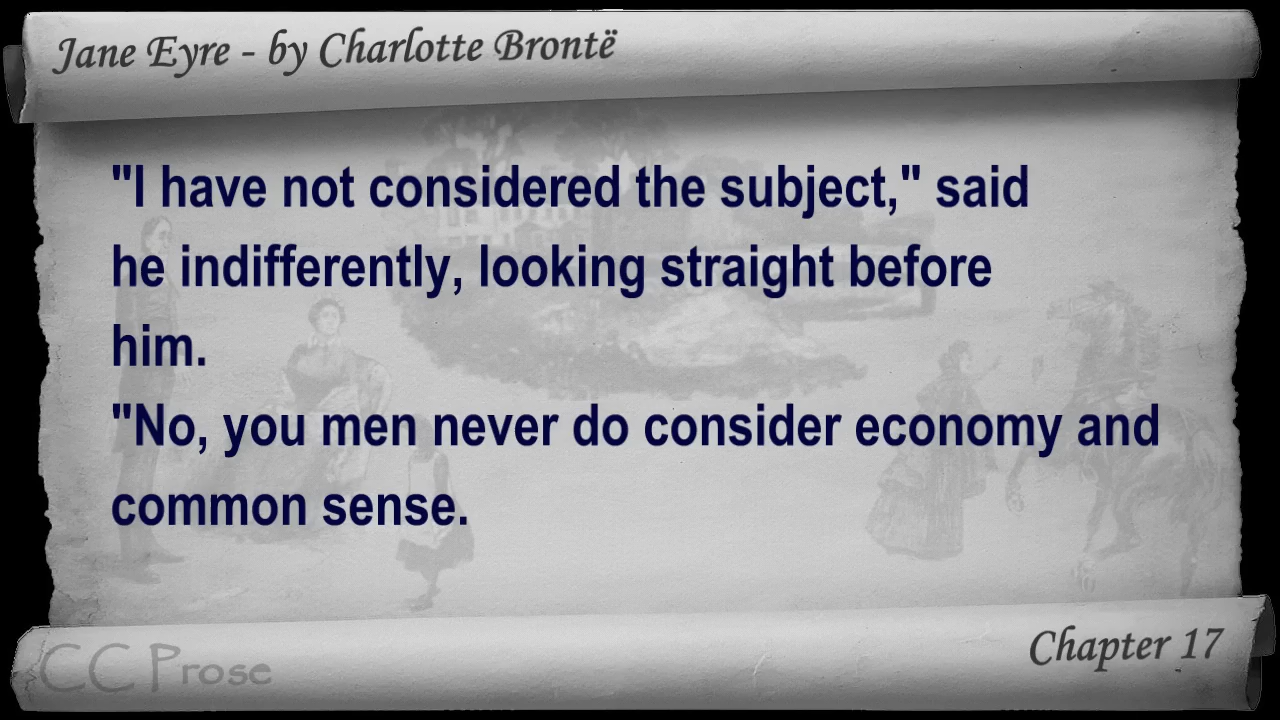 Jane Eyre - by Charlotte Brontë
"I have not considered the subject," said
he indifferently, looking straight before
him.
"No, you men never do consider economy and
common sense.
CC Prose
Chapter 17